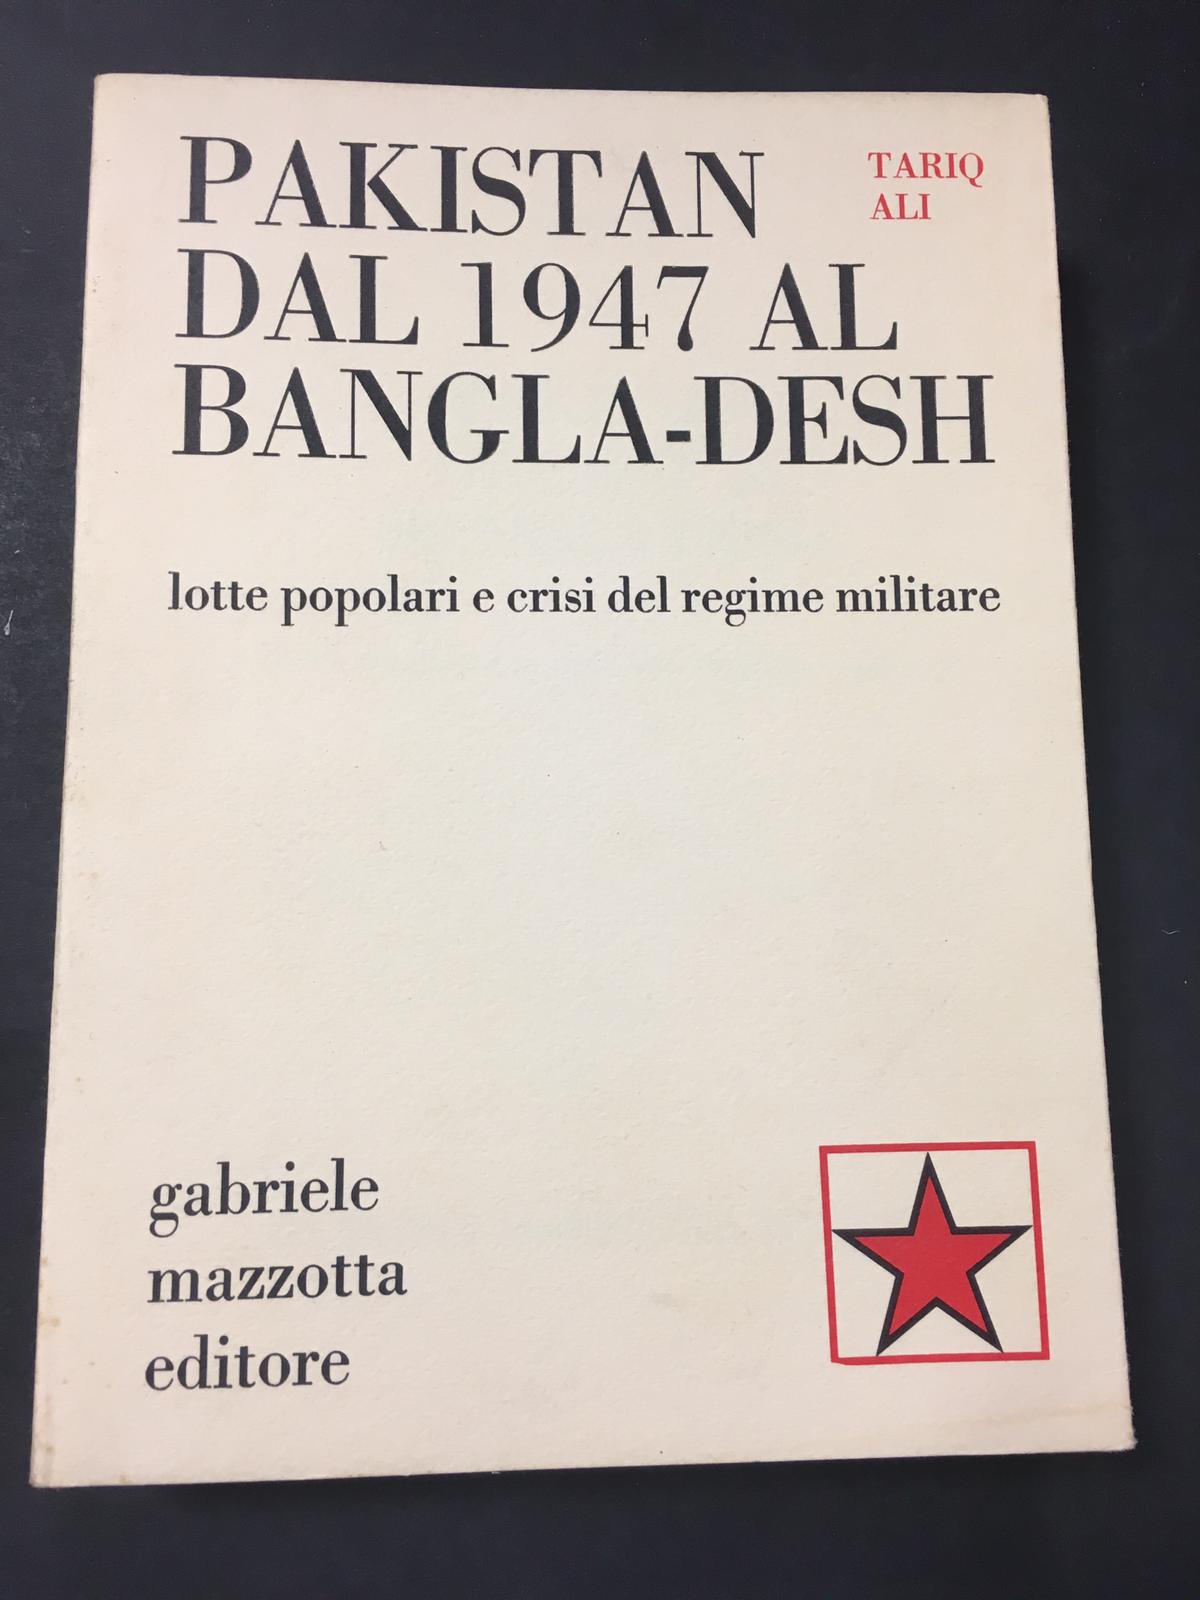 PAKISTAN
DAL 1947 AL
BANGLA-DESH
TARIQ
ALI
lotte popolari e crisi del regime militare
gabriele
mazzotta
editore